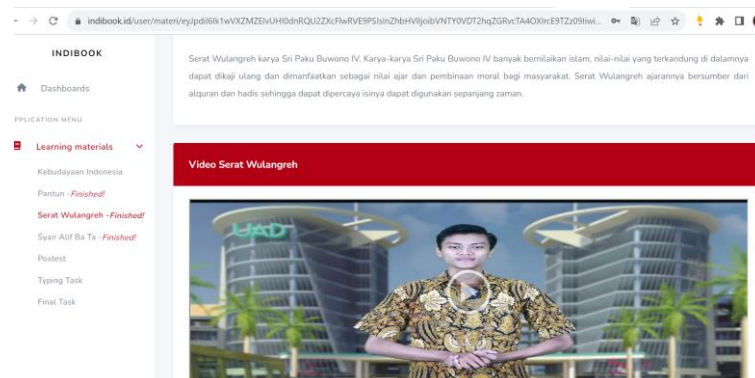 indibook.id/user/materi/
INDIBOOK
Dashboards
PPLICATION MENU
Learning materials
Kebudayaan Indonesia
Pantun -Finished!
Serat Wulangreh -Finished!
Syair Alif Ba Ta -Finished!
Postest
Typing Task
Final Task
Serat Wulangreh karya Sri Paku Buwono IV. Karya-karya Sri Paku Buwono IV banyak bernilaikan islam, nilai-nilai yang terkandung di dalamnya
dapat dikaji ulang dan dimanfaatkan sebagai nilai ajar dan pembinaan moral bagi masyarakat. Serat Wulangreh ajarannya bersumber dari
alquran dan hadis sehingga dapat dipercaya isinya dapat digunakan sepanjang zaman.
Video Serat Wulangreh
UAD